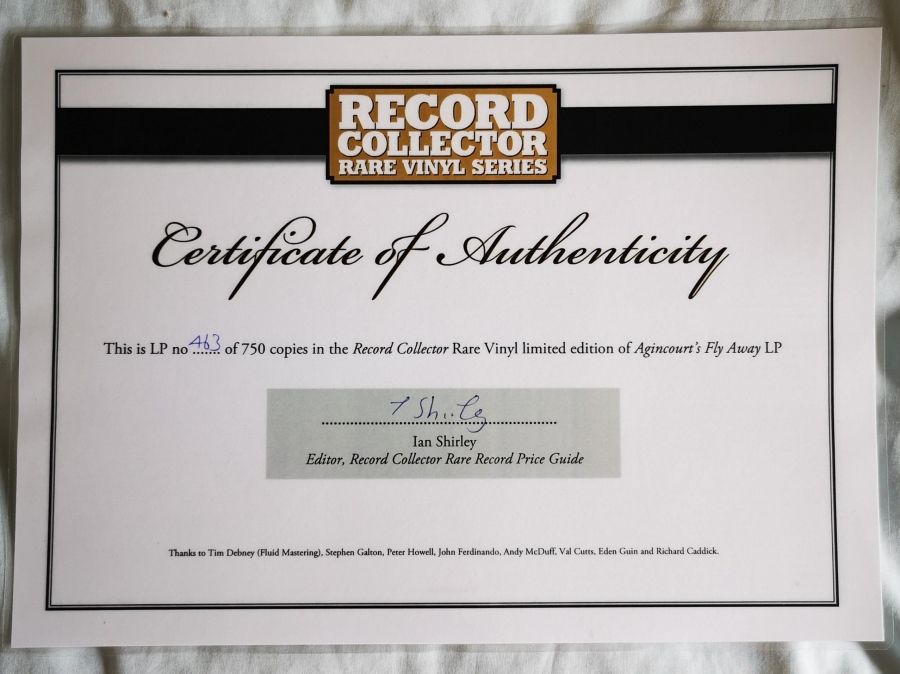 RECORD
COLLECTOR
RARE VINYL SERIES
Certificate of Authenticity
This is LP no 463 of 750 copies in the Record Collector Rare Vinyl limited edition of Agincourt's Fly Away LP
I Shirley
Ian Shirley
Editor, Record Collector Rare Record Price Guide
Thanks to Tim Debney (Fluid Mastering), Stephen Galton, Peter Howell, John Ferdinando, Andy McDuff, Val Cutts, Eden Guin and Richard Caddick.